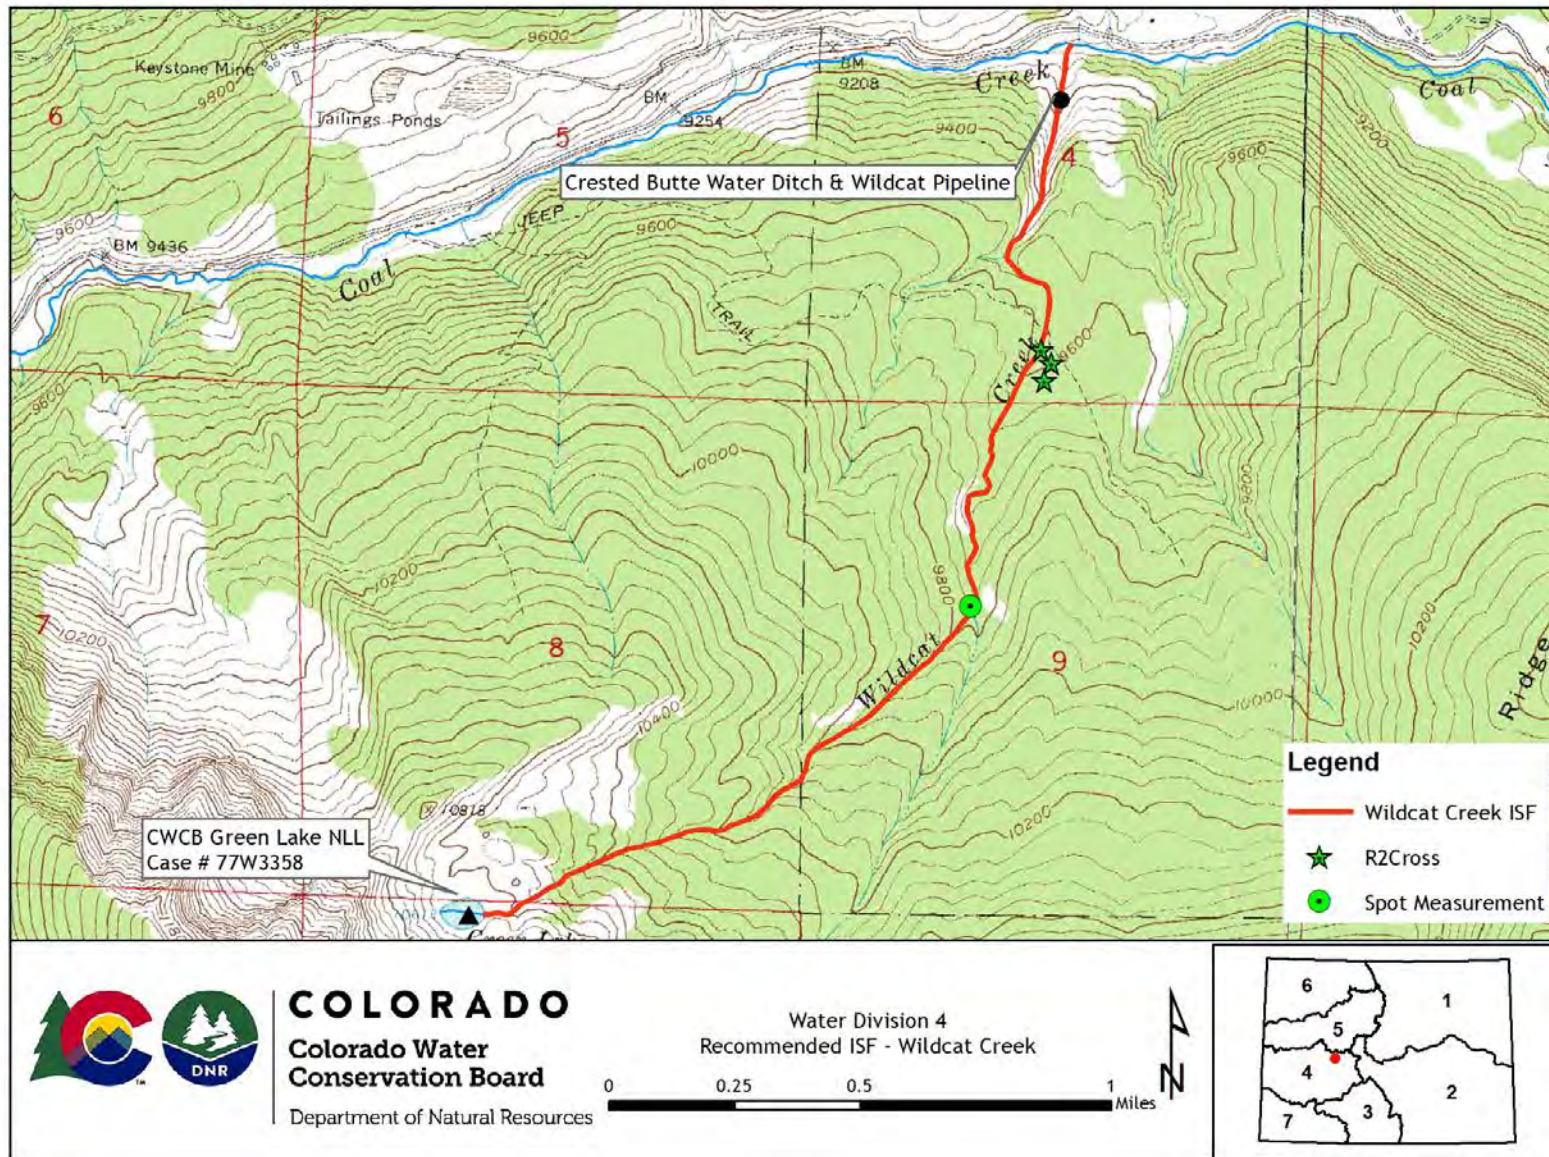 9600
Keystone Mine
9800
6
Tailings Ponds
BM
9254
5
BM
9208
Creek
Coal
9400
9200
9600
4
Crested Butte Water Ditch & Wildcat Pipeline
JEEP
9600
9600
BM 9436
Coal
TRAIL
Creek
9600
9600
10000
9800
10200
9800
7
10200
8
Wildcat
9
10200
10000
Ridge
10400
10818
10200
CWCB Green Lake NLL
Case # 77W3358
Legend
Wildcat Creek ISF
R2Cross
Spot Measurement
COLORADO
Colorado Water
Conservation Board
Department of Natural Resources
DNR
TM
Water Division 4
Recommended ISF - Wildcat Creek
0 0.25 0.5 1
Miles
N
6
1
5
4
2
3
7